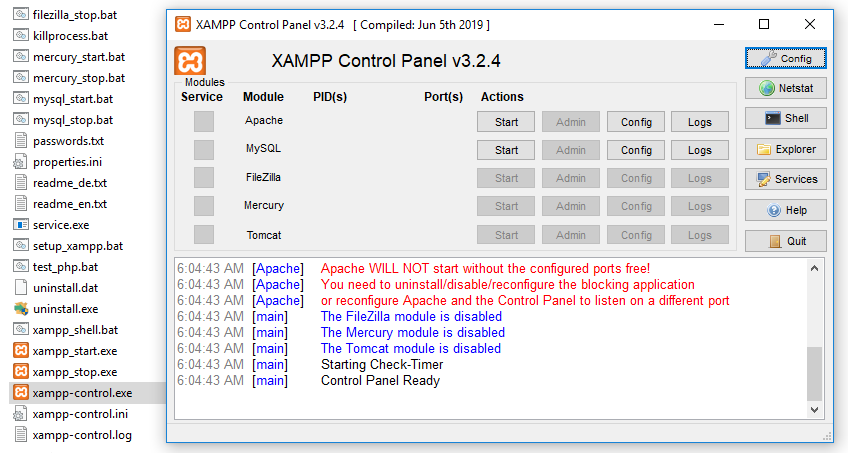 filezilla_stop.bat
killprocess.bat
mercury_start.bat
mercury_stop.bat
mysql_start.bat
mysql_stop.bat
passwords.txt
properties.ini
readme_de.txt
readme_en.txt
service.exe
setup_xampp.bat
test_php.bat
uninstall.dat
uninstall.exe
xampp_shell.bat
xampp_start.exe
xampp_stop.exe
xampp-control.exe
xampp-control.ini
xampp-control.log
XAMPP Control Panel v3.2.4 [ Compiled: Jun 5th 2019 ]
XAMPP Control Panel v3.2.4
Modules
Service Module PID(s) Port(s) Actions
Apache Start Admin Config Logs
MySQL Start Admin Config Logs
FileZilla Start Admin Config Logs
Mercury Start Admin Config Logs
Tomcat Start Admin Config Logs
Config
Netstat
Shell
Explorer
Services
Help
Quit
6:04:43 AM [Apache] Apache WILL NOT start without the configured ports free!
6:04:43 AM [Apache] You need to uninstall/disable/reconfigure the blocking application
6:04:43 AM [Apache] or reconfigure Apache and the Control Panel to listen on a different port
6:04:43 AM [main] The FileZilla module is disabled
6:04:43 AM [main] The Mercury module is disabled
6:04:43 AM [main] The Tomcat module is disabled
6:04:43 AM [main] Starting Check-Timer
6:04:43 AM [main] Control Panel Ready